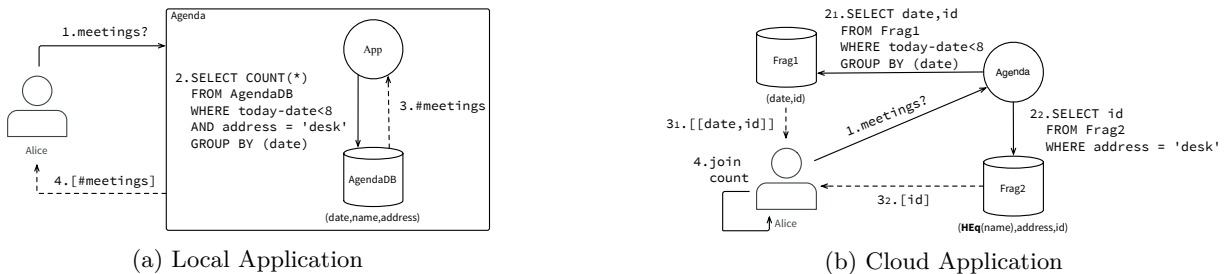 Agenda
1.meetings?
App
2.SELECT COUNT(*)
FROM AgendaDB
WHERE today-date<8
AND address = 'desk'
GROUP BY (date)
3.#meetings
Alice
AgendaDB
4.[#meetings]
(date,name,address)
(a) Local Application
2₁.SELECT date,id
FROM Frag1
WHERE today-date<8
GROUP BY (date)
Frag1
(date,id)
Agenda
3₁.[[date,id]]
1.meetings?
2₂.SELECT id
FROM Frag2
WHERE address = 'desk'
4.join
count
Alice
3₂.[id]
Frag2
(HEq(name),address,id)
(b) Cloud Application